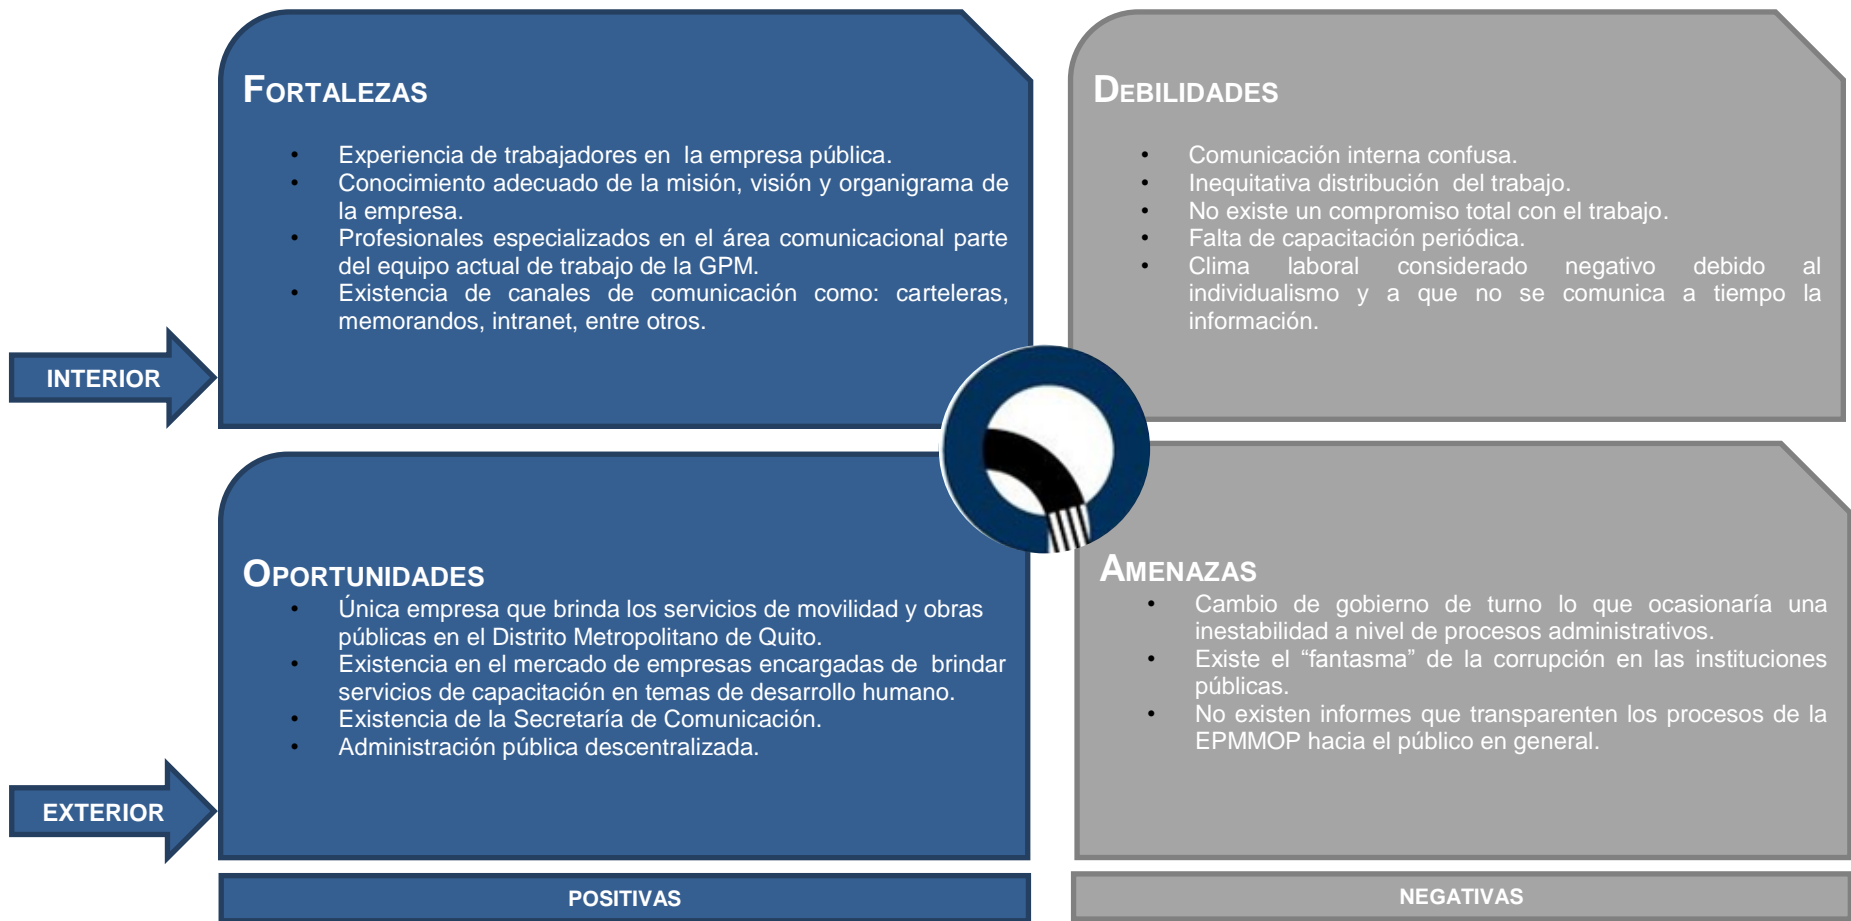 FORTALEZAS
• Experiencia de trabajadores en la empresa pública.
• Conocimiento adecuado de la misión, visión y organigrama de
la empresa.
• Profesionales especializados en el área comunicacional parte
del equipo actual de trabajo de la GPM.
• Existencia de canales de comunicación como: carteleras,
memorandos, intranet, entre otros.
DEBILIDADES
• Comunicación interna confusa.
• Inequitativa distribución del trabajo.
• No existe un compromiso total con el trabajo.
• Falta de capacitación periódica.
• Clima laboral considerado negativo debido al
individualismo y a que no se comunica a tiempo la
información.
INTERIOR
OPORTUNIDADES
• Única empresa que brinda los servicios de movilidad y obras
públicas en el Distrito Metropolitano de Quito.
• Existencia en el mercado de empresas encargadas de brindar
servicios de capacitación en temas de desarrollo humano.
• Existencia de la Secretaría de Comunicación.
• Administración pública descentralizada.
AMENAZAS
• Cambio de gobierno de turno lo que ocasionaría una
inestabilidad a nivel de procesos administrativos.
• Existe el “fantasma” de la corrupción en las instituciones
públicas.
• No existen informes que transparenten los procesos de la
EPMMOP hacia el público en general.
EXTERIOR
POSITIVAS
NEGATIVAS